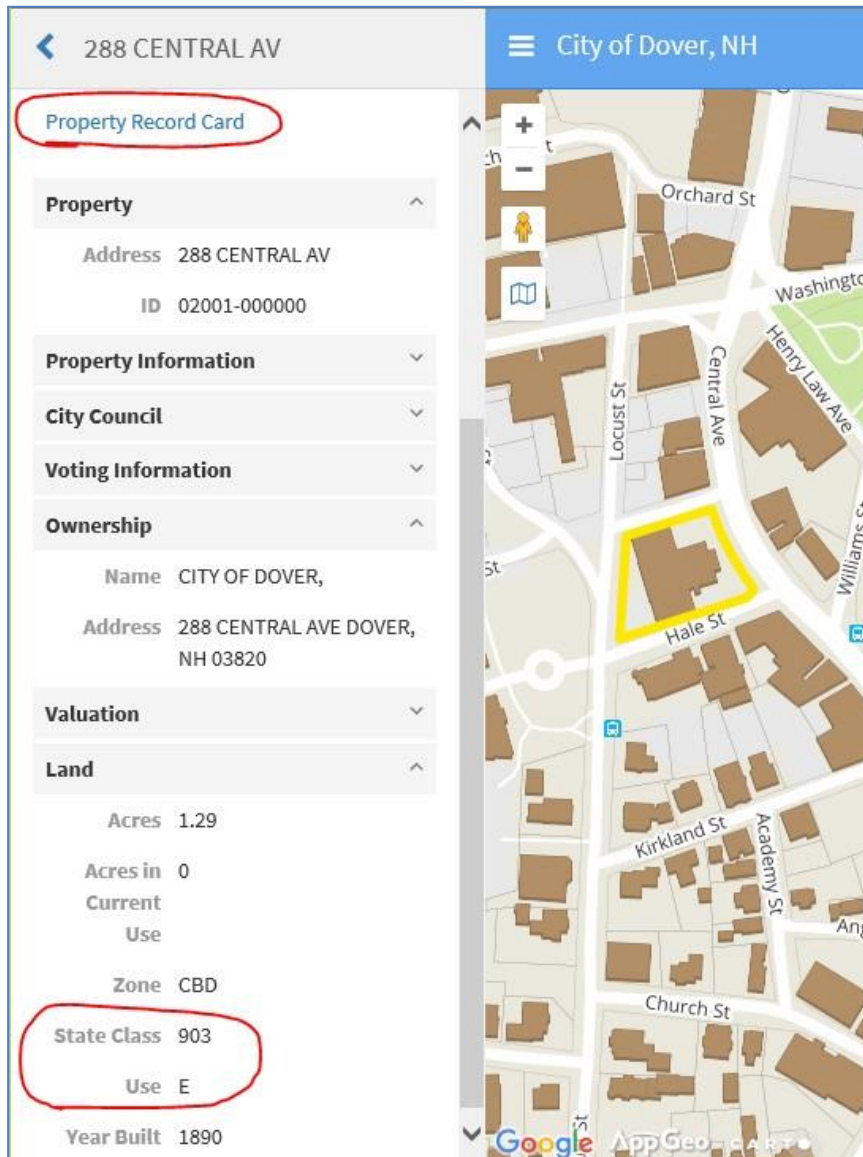 288 CENTRAL AV
City of Dover, NH
Property Record Card
Property
Address 288 CENTRAL AV
ID 02001-000000
Property Information
City Council
Voting Information
Ownership
Name CITY OF DOVER,
Address 288 CENTRAL AVE DOVER,
NH 03820
Valuation
Land
Acres 1.29
Acres in 0
Current
Use
Zone CBD
State Class 903
Use E
Year Built 1890
+
−
Orchard St
Washingto
Henry Law Ave
Central Ave
Locust St
St
Williams S
Hale St
Kirkland St
Academy St
Ang
Church St
St
Google AppGeo CARTO